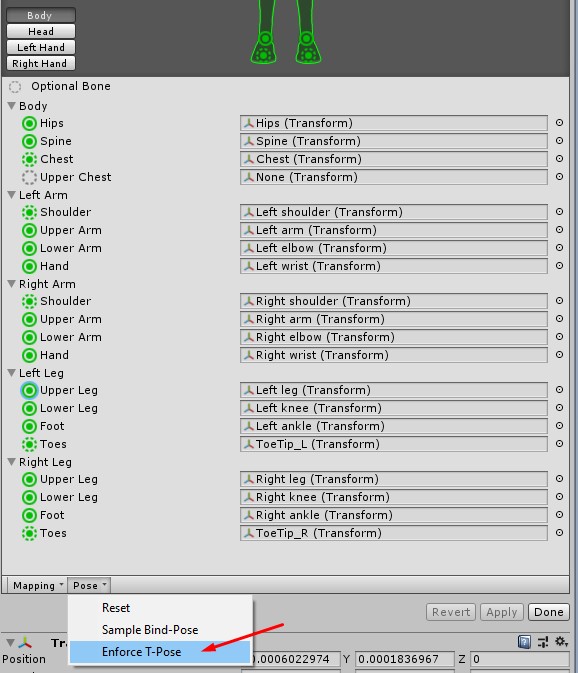 Body
Head
Left Hand
Right Hand
Optional Bone
Body
Hips Hips (Transform)
Spine Spine (Transform)
Chest Chest (Transform)
Upper Chest None (Transform)
Left Arm
Shoulder Left shoulder (Transform)
Upper Arm Left arm (Transform)
Lower Arm Left elbow (Transform)
Hand Left wrist (Transform)
Right Arm
Shoulder Right shoulder (Transform)
Upper Arm Right arm (Transform)
Lower Arm Right elbow (Transform)
Hand Right wrist (Transform)
Left Leg
Upper Leg Left leg (Transform)
Lower Leg Left knee (Transform)
Foot Left ankle (Transform)
Toes ToeTip_L (Transform)
Right Leg
Upper Leg Right leg (Transform)
Lower Leg Right knee (Transform)
Foot Right ankle (Transform)
Toes ToeTip_R (Transform)
Mapping Pose
Reset
Sample Bind-Pose
Enforce T-Pose
Revert Apply Done
Position 0.0006022974 Y 0.0001836967 Z 0